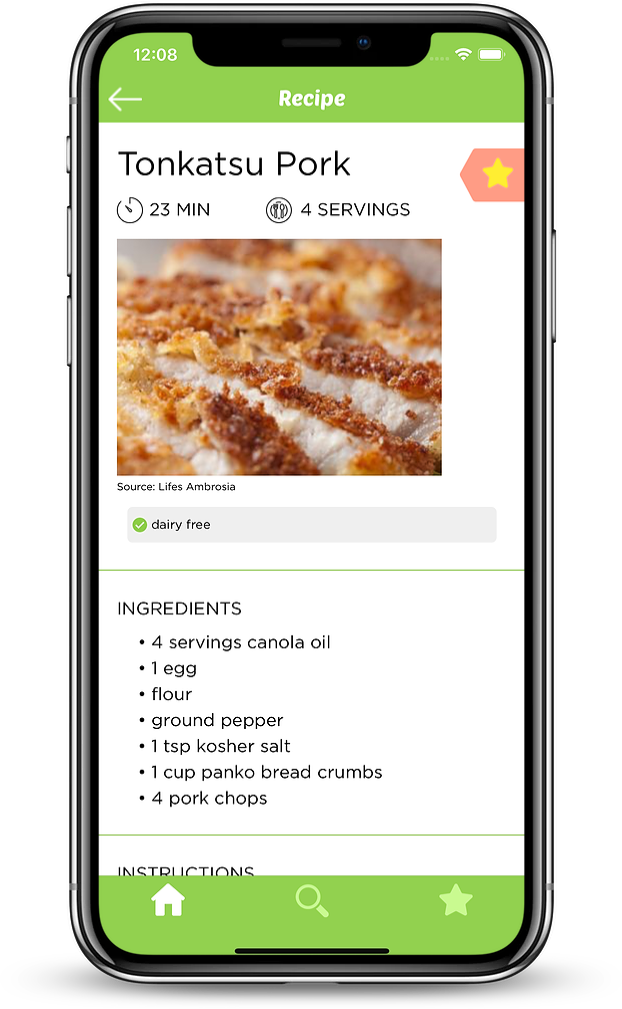 12:08
Recipe
Tonkatsu Pork
23 MIN
4 SERVINGS
Source: Lifes Ambrosia
dairy free
INGREDIENTS
• 4 servings canola oil
• 1 egg
• flour
• ground pepper
• 1 tsp kosher salt
• 1 cup panko bread crumbs
• 4 pork chops
INSTRUCTIONS